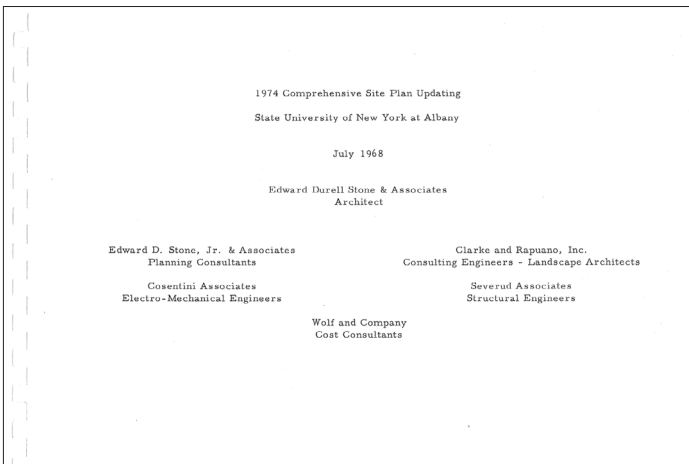 1974 Comprehensive Site Plan Updating
State University of New York at Albany
July 1968
Edward Durell Stone & Associates
Architect
Edward D. Stone, Jr. & Associates
Planning Consultants
Clarke and Rapuano, Inc.
Consulting Engineers - Landscape Architects
Cosentini Associates
Electro-Mechanical Engineers
Severud Associates
Structural Engineers
Wolf and Company
Cost Consultants